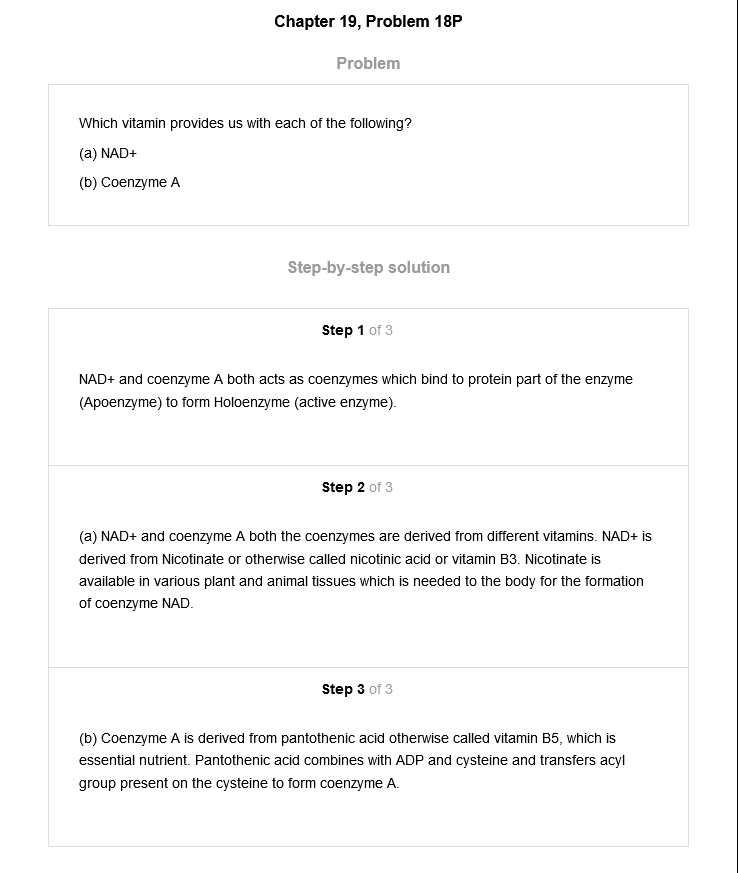 Chapter 19, Problem 18P
Problem
Which vitamin provides us with each of the following?
(a) NAD+
(b) Coenzyme A
Step-by-step solution
Step 1 of 3
NAD+ and coenzyme A both acts as coenzymes which bind to protein part of the enzyme
(Apoenzyme) to form Holoenzyme (active enzyme).
Step 2 of 3
(a) NAD+ and coenzyme A both the coenzymes are derived from different vitamins. NAD+ is
derived from Nicotinate or otherwise called nicotinic acid or vitamin B3. Nicotinate is
available in various plant and animal tissues which is needed to the body for the formation
of coenzyme NAD.
Step 3 of 3
(b) Coenzyme A is derived from pantothenic acid otherwise called vitamin B5, which is
essential nutrient. Pantothenic acid combines with ADP and cysteine and transfers acyl
group present on the cysteine to form coenzyme A.